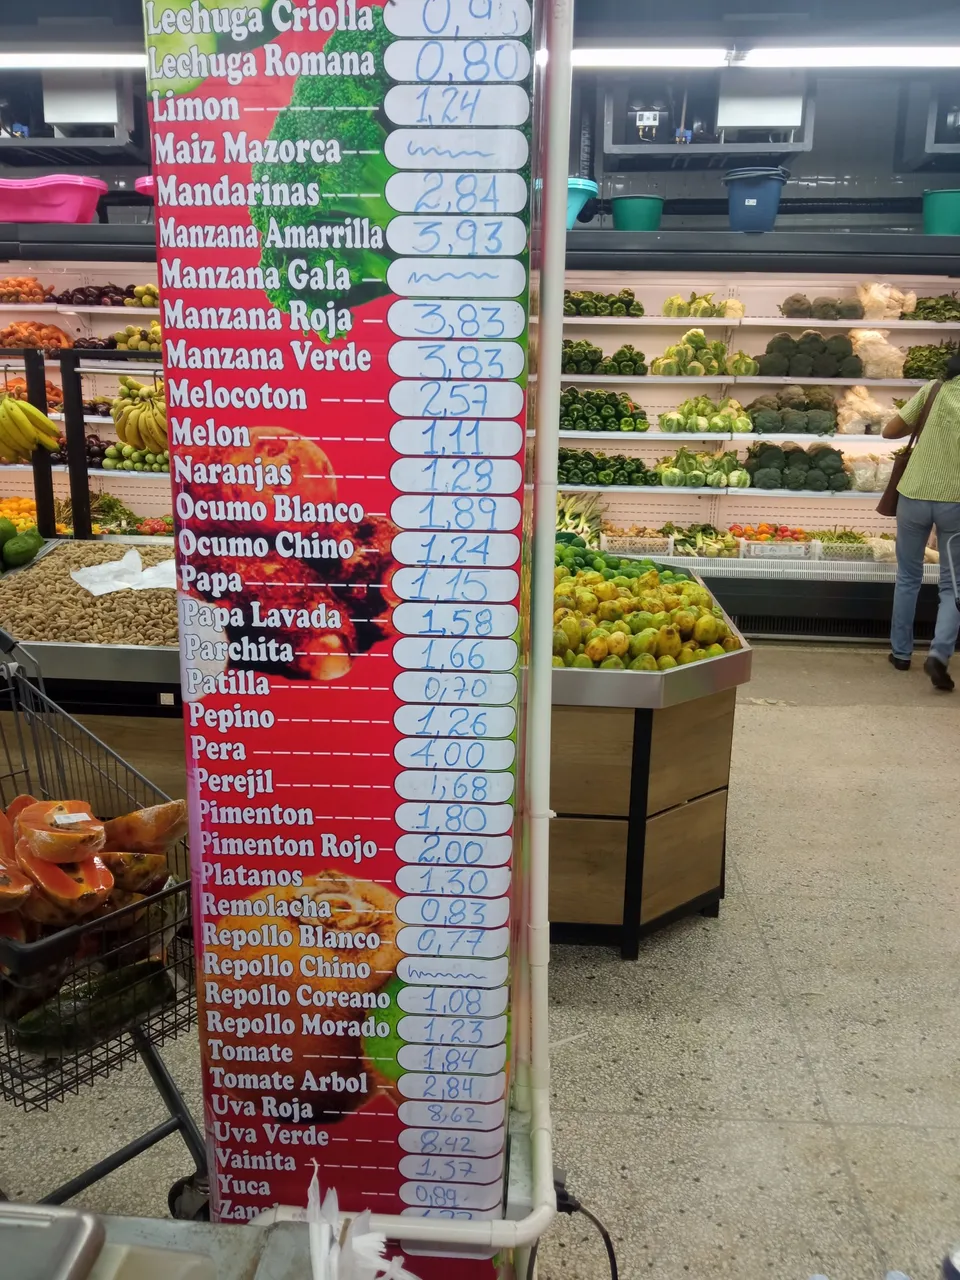 Lechuga Criolla
Lechuga Romana 0,80
Limon 1,24
Maiz Mazorca
Mandarinas 2,84
Manzana Amarrilla 3,93
Manzana Gala
Manzana Roja 3,83
Manzana Verde 3,83
Melocoton 2,57
Melon 1,11
Naranjas 1,28
Ocumo Blanco 1,89
Ocumo Chino 1,24
Papa 1,15
Papa Lavada 1,58
Parchita 1,66
Patilla 0,70
Pepino 1,26
Pera 4,00
Perejil 1,68
Pimenton 1,80
Pimenton Rojo 2,00
Platanos 1,30
Remolacha 0,83
Repollo Blanco 0,77
Repollo Chino
Repollo Coreano 1,08
Repollo Morado 1,23
Tomate 1,84
Tomate Arbol 2,84
Uva Roja 8,62
Uva Verde 8,42
Vainita 1,57
Yuca 0,89